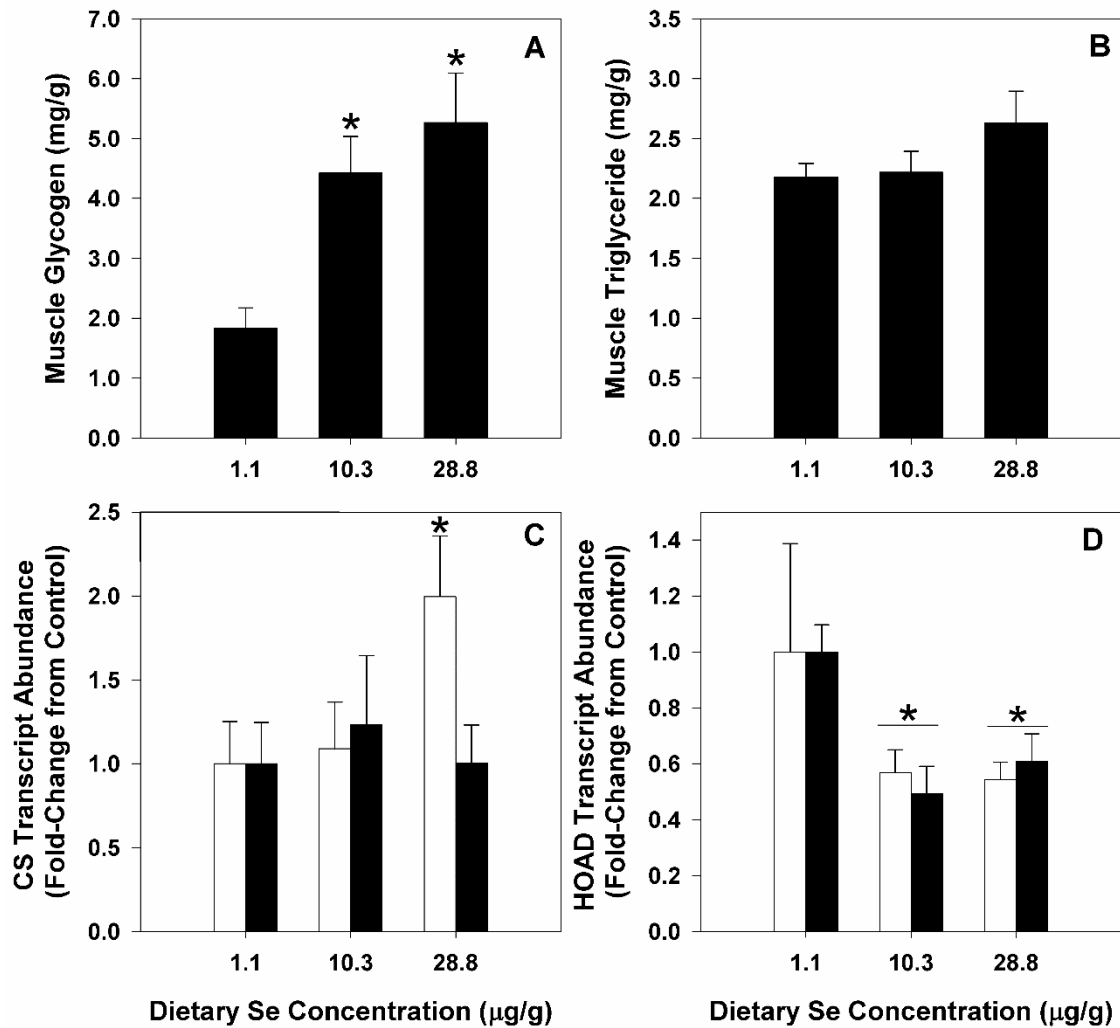 Muscle Glycogen (mg/g)
7.0
6.0
5.0
4.0
3.0
2.0
1.0
0.0
A
*
*
1.1 10.3 28.8
Muscle Triglyceride (mg/g)
3.5
3.0
2.5
2.0
1.5
1.0
0.5
0.0
B
1.1 10.3 28.8
CS Transcript Abundance
(Fold-Change from Control)
2.5
2.0
1.5
1.0
0.5
0.0
C
*
1.1 10.3 28.8
Dietary Se Concentration (µg/g)
HOAD Transcript Abundance
(Fold-Change from Control)
1.4
1.2
1.0
0.8
0.6
0.4
0.2
0.0
D
* *
1.1 10.3 28.8
Dietary Se Concentration (µg/g)